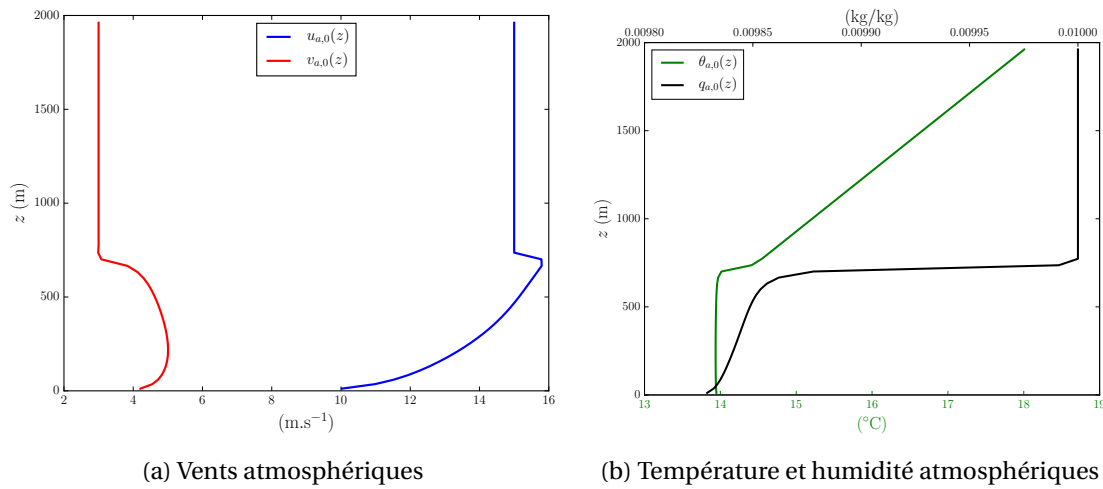 2000
1500
1000
500
0
z (m)
2 4 6 8 10 12 14 16
(m.s⁻¹)
u_{a,0}(z)
v_{a,0}(z)
(a) Vents atmosphériques
(kg/kg)
0.00980 0.00985 0.00990 0.00995 0.01000
2000
1500
1000
500
0
z (m)
θ_{a,0}(z)
q_{a,0}(z)
13 14 15 16 17 18 19
(°C)
(b) Température et humidité atmosphériques